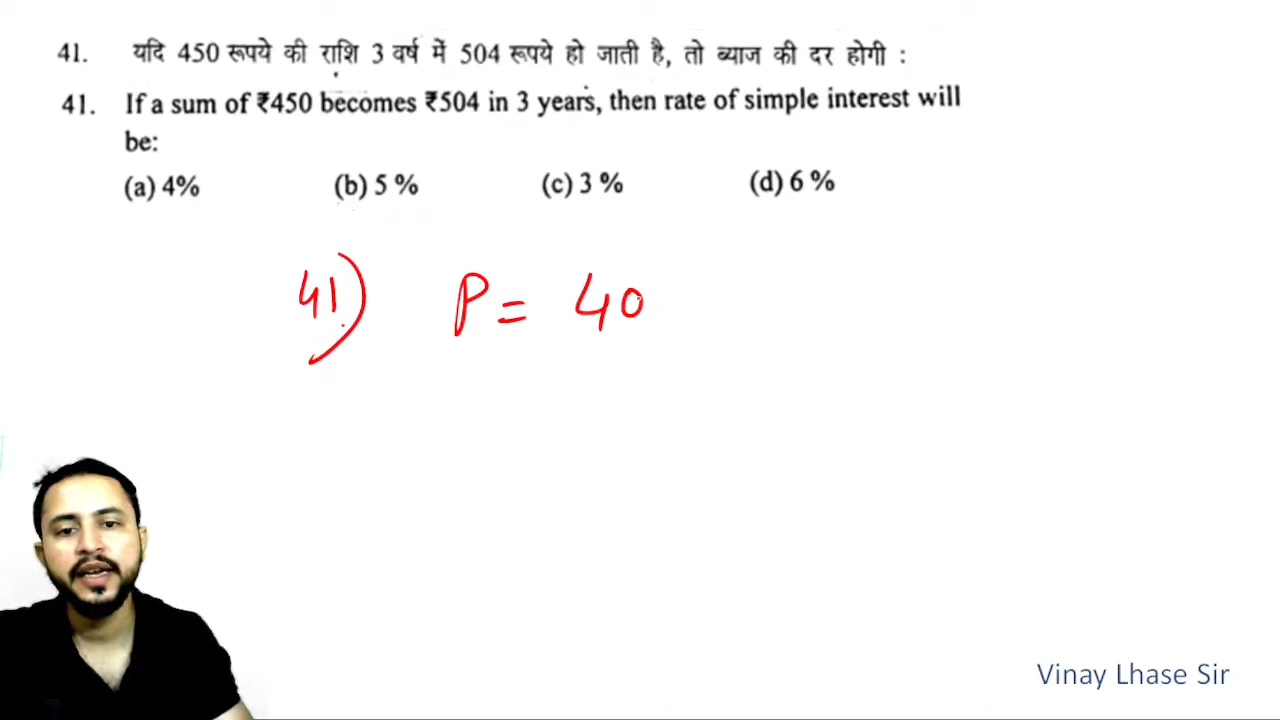 41. यदि 450 रूपये की राशि 3 वर्ष में 504 रूपये हो जाती है, तो ब्याज की दर होगी :
41. If a sum of ₹450 becomes ₹504 in 3 years, then rate of simple interest will
be:
(a) 4% (b) 5 % (c) 3 % (d) 6 %
41) P = 40
Vinay Lhase Sir